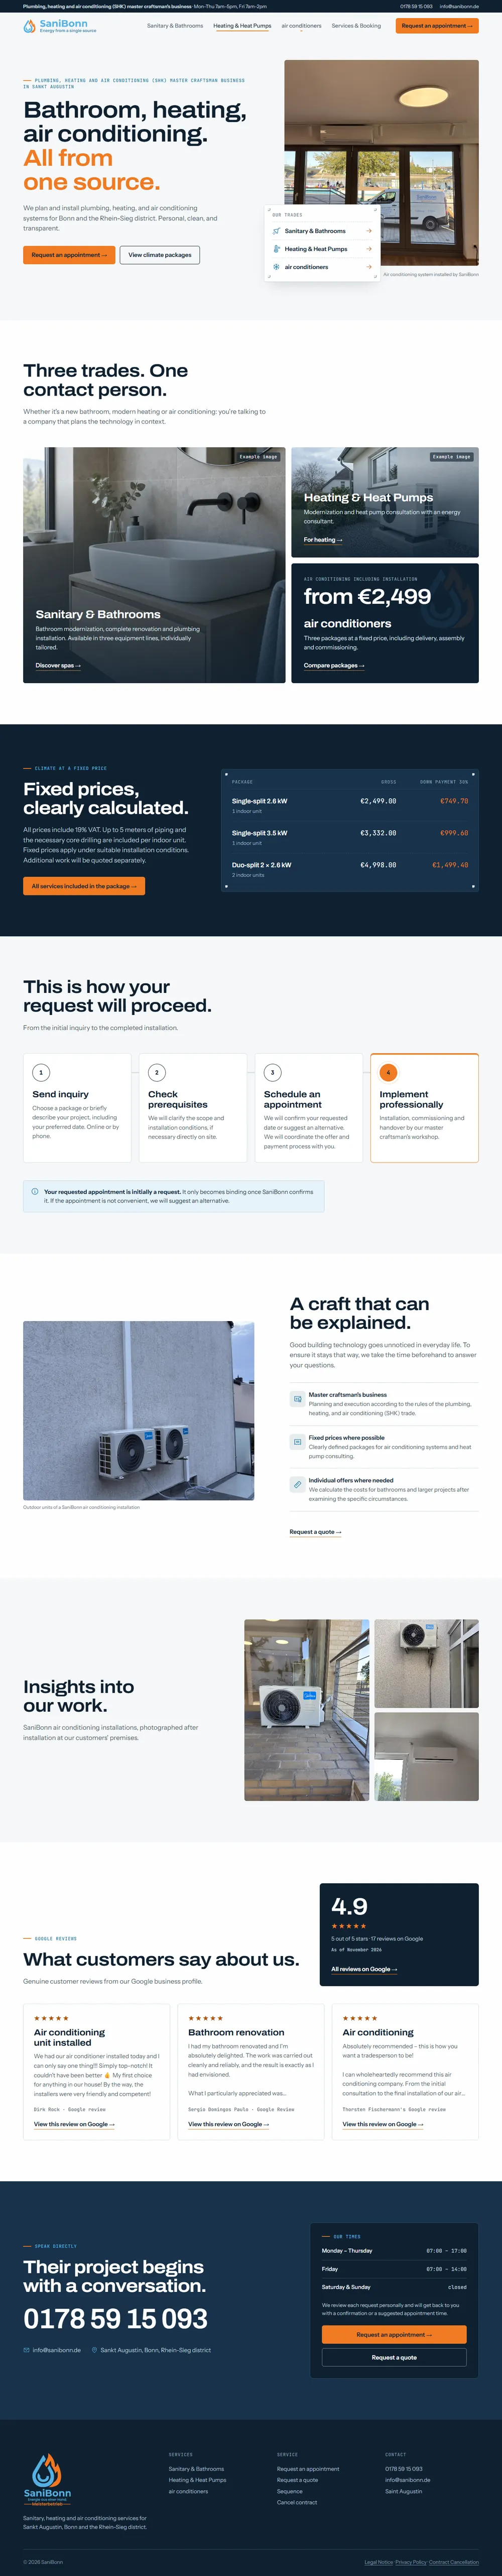 Plumbing, heating and air conditioning (SHK) master craftsman's business · Mon-Thu 7am-5pm, Fri 7am-2pm
0178 59 15 093 info@sanibonn.de
SaniBonn
Energy from a single source
Sanitary & Bathrooms Heating & Heat Pumps air conditioners Services & Booking Request an appointment →
PLUMBING, HEATING AND AIR CONDITIONING (SHK) MASTER CRAFTSMAN BUSINESS
IN SANKT AUGUSTIN
Bathroom, heating,
air conditioning.
All from
one source.
We plan and install plumbing, heating, and air conditioning
systems for Bonn and the Rhein-Sieg district. Personal, clean, and
transparent.
Request an appointment → View climate packages
OUR TRADES
Sanitary & Bathrooms →
Heating & Heat Pumps →
air conditioners →
Air conditioning system installed by SaniBonn
Three trades. One
contact person.
Whether it's a new bathroom, modern heating or air conditioning: you're talking to
a company that plans the technology in context.
Example image
Sanitary & Bathrooms
Bathroom modernization, complete renovation and plumbing
installation. Available in three equipment lines, individually
tailored.
Discover spas →
Example image
Heating & Heat Pumps
Modernization and heat pump consultation with an energy
consultant.
For heating →
AIR CONDITIONING INCLUDING INSTALLATION
from €2,499
air conditioners
Three packages at a fixed price, including delivery, assembly
and commissioning.
Compare packages →
CLIMATE AT A FIXED PRICE
Fixed prices,
clearly calculated.
All prices include 19% VAT. Up to 5 meters of piping and
the necessary core drilling are included per indoor unit.
Fixed prices apply under suitable installation conditions.
Additional work will be quoted separately.
All services included in the package →
PACKAGE GROSS DOWN PAYMENT 30%
Single-split 2.6 kW €2,499.00 €749.70
1 indoor unit
Single-split 3.5 kW €3,332.00 €999.60
1 indoor unit
Duo-split 2 × 2.6 kW €4,998.00 €1,499.40
2 indoor units
This is how your
request will proceed.
From the initial inquiry to the completed installation.
1
Send inquiry
Choose a package or briefly
describe your project, including
your preferred date. Online or by
phone.
2
Check
prerequisites
We will clarify the scope and
installation conditions, if
necessary directly on site.
3
Schedule an
appointment
We will confirm your requested
date or suggest an alternative.
We will coordinate the offer and
payment process with you.
4
Implement
professionally
Installation, commissioning and
handover by our master
craftsman's workshop.
Your requested appointment is initially a request. It only becomes binding once SaniBonn confirms
it. If the appointment is not convenient, we will suggest an alternative.
Outdoor units of a SaniBonn air conditioning installation
A craft that can
be explained.
Good building technology goes unnoticed in everyday life. To
ensure it stays that way, we take the time beforehand to answer
your questions.
Master craftsman's business
Planning and execution according to the rules of the plumbing,
heating, and air conditioning (SHK) trade.
Fixed prices where possible
Clearly defined packages for air conditioning systems and heat
pump consulting.
Individual offers where needed
We calculate the costs for bathrooms and larger projects after
examining the specific circumstances.
Request a quote →
Insights into
our work.
SaniBonn air conditioning installations, photographed after
installation at our customers' premises.
GOOGLE REVIEWS
What customers say about us.
Genuine customer reviews from our Google business profile.
4.9
★★★★★
5 out of 5 stars · 17 reviews on Google
As of November 2026
All reviews on Google →
★★★★★
Air conditioning
unit installed
We had our air conditioner installed today and I
can only say one thing!!! Simply top-notch! It
couldn't have been better 👍 My first choice
for anything in our house! By the way, the
installers were very friendly and competent!
Dirk Rock · Google review
View this review on Google →
★★★★★
Bathroom renovation
I had my bathroom renovated and I'm
absolutely delighted. The work was carried out
cleanly and reliably, and the result is exactly as I
had envisioned.
What I particularly appreciated was...
Sergio Domingos Paulo · Google Review
View this review on Google →
★★★★★
Air conditioning
Absolutely recommended – this is how you
want a tradesperson to be!
I can wholeheartedly recommend this air
conditioning company. From the initial
consultation to the final installation of our air...
Thorsten Fischermann's Google review
View this review on Google →
SPEAK DIRECTLY
Their project begins
with a conversation.
0178 59 15 093
info@sanibonn.de Sankt Augustin, Bonn, Rhein-Sieg district
OUR TIMES
Monday – Thursday 07:00 – 17:00
Friday 07:00 – 14:00
Saturday & Sunday closed
We review each request personally and will get back to you
with a confirmation or a suggested appointment time.
Request an appointment →
Request a quote
SaniBonn
Meisterbetrieb
Sanitary, heating and air conditioning services for
Sankt Augustin, Bonn and the Rhein-Sieg district.
SERVICES
Sanitary & Bathrooms
Heating & Heat Pumps
air conditioners
SERVICE
Request an appointment
Request a quote
Sequence
Cancel contract
CONTACT
0178 59 15 093
info@sanibonn.de
Saint Augustin
© 2026 SaniBonn
Legal Notice Privacy Policy Contract Cancellation